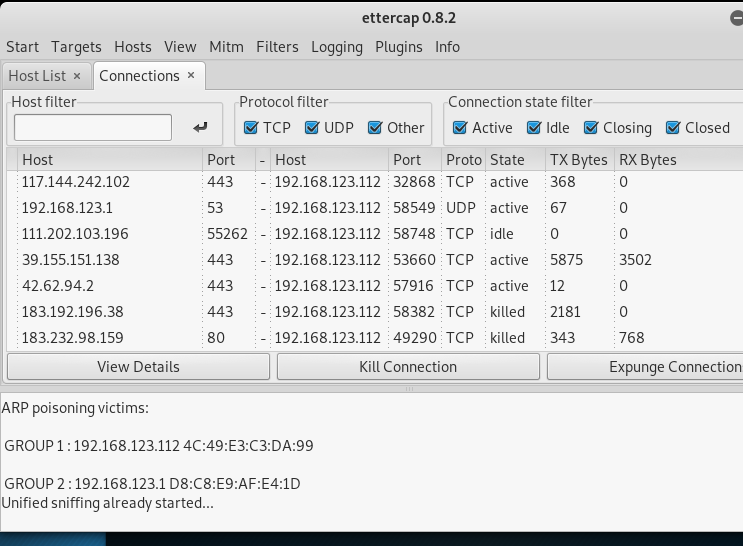 ettercap 0.8.2
Start Targets Hosts View Mitm Filters Logging Plugins Info
Host List × Connections ×
Host filter Protocol filter Connection state filter
TCP UDP Other Active Idle Closing Closed
Host Port - Host Port Proto State TX Bytes RX Bytes
117.144.242.102 443 - 192.168.123.112 32868 TCP active 368 0
192.168.123.1 53 - 192.168.123.112 58549 UDP active 67 0
111.202.103.196 55262 - 192.168.123.112 58748 TCP idle 0 0
39.155.151.138 443 - 192.168.123.112 53660 TCP active 5875 3502
42.62.94.2 443 - 192.168.123.112 57916 TCP active 12 0
183.192.196.38 443 - 192.168.123.112 58382 TCP killed 2181 0
183.232.98.159 80 - 192.168.123.112 49290 TCP killed 343 768
View Details Kill Connection Expunge Connection
ARP poisoning victims:
GROUP 1 : 192.168.123.112 4C:49:E3:C3:DA:99
GROUP 2 : 192.168.123.1 D8:C8:E9:AF:E4:1D
Unified sniffing already started...